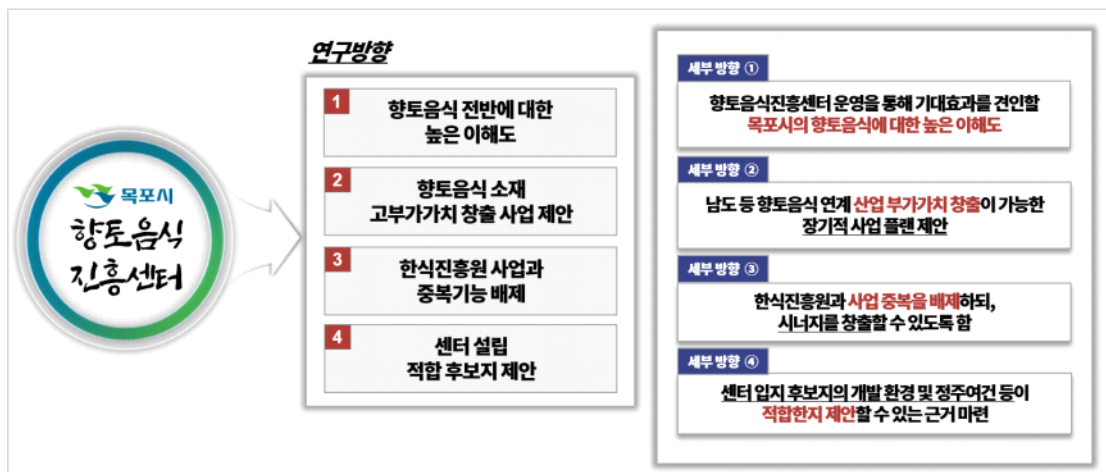 목포시
향토음식
진흥센터
연구방향
1
향토음식 전반에 대한
높은 이해도
2
향토음식 소재
고부가가치 창출 사업 제안
3
한식진흥원 사업과
중복기능 배제
4
센터 설립
적합 후보지 제안
세부 방향 ①
향토음식진흥센터 운영을 통해 기대효과를 견인할
목포시의 향토음식에 대한 높은 이해도
세부 방향 ②
남도 등 향토음식 연계 산업 부가가치 창출이 가능한
장기적 사업 플랜 제안
세부 방향 ③
한식진흥원과 사업 중복을 배제하되,
시너지를 창출할 수 있도록 함
세부 방향 ④
센터 입지 후보지의 개발 환경 및 정주여건 등이
적합한지 제안할 수 있는 근거 마련